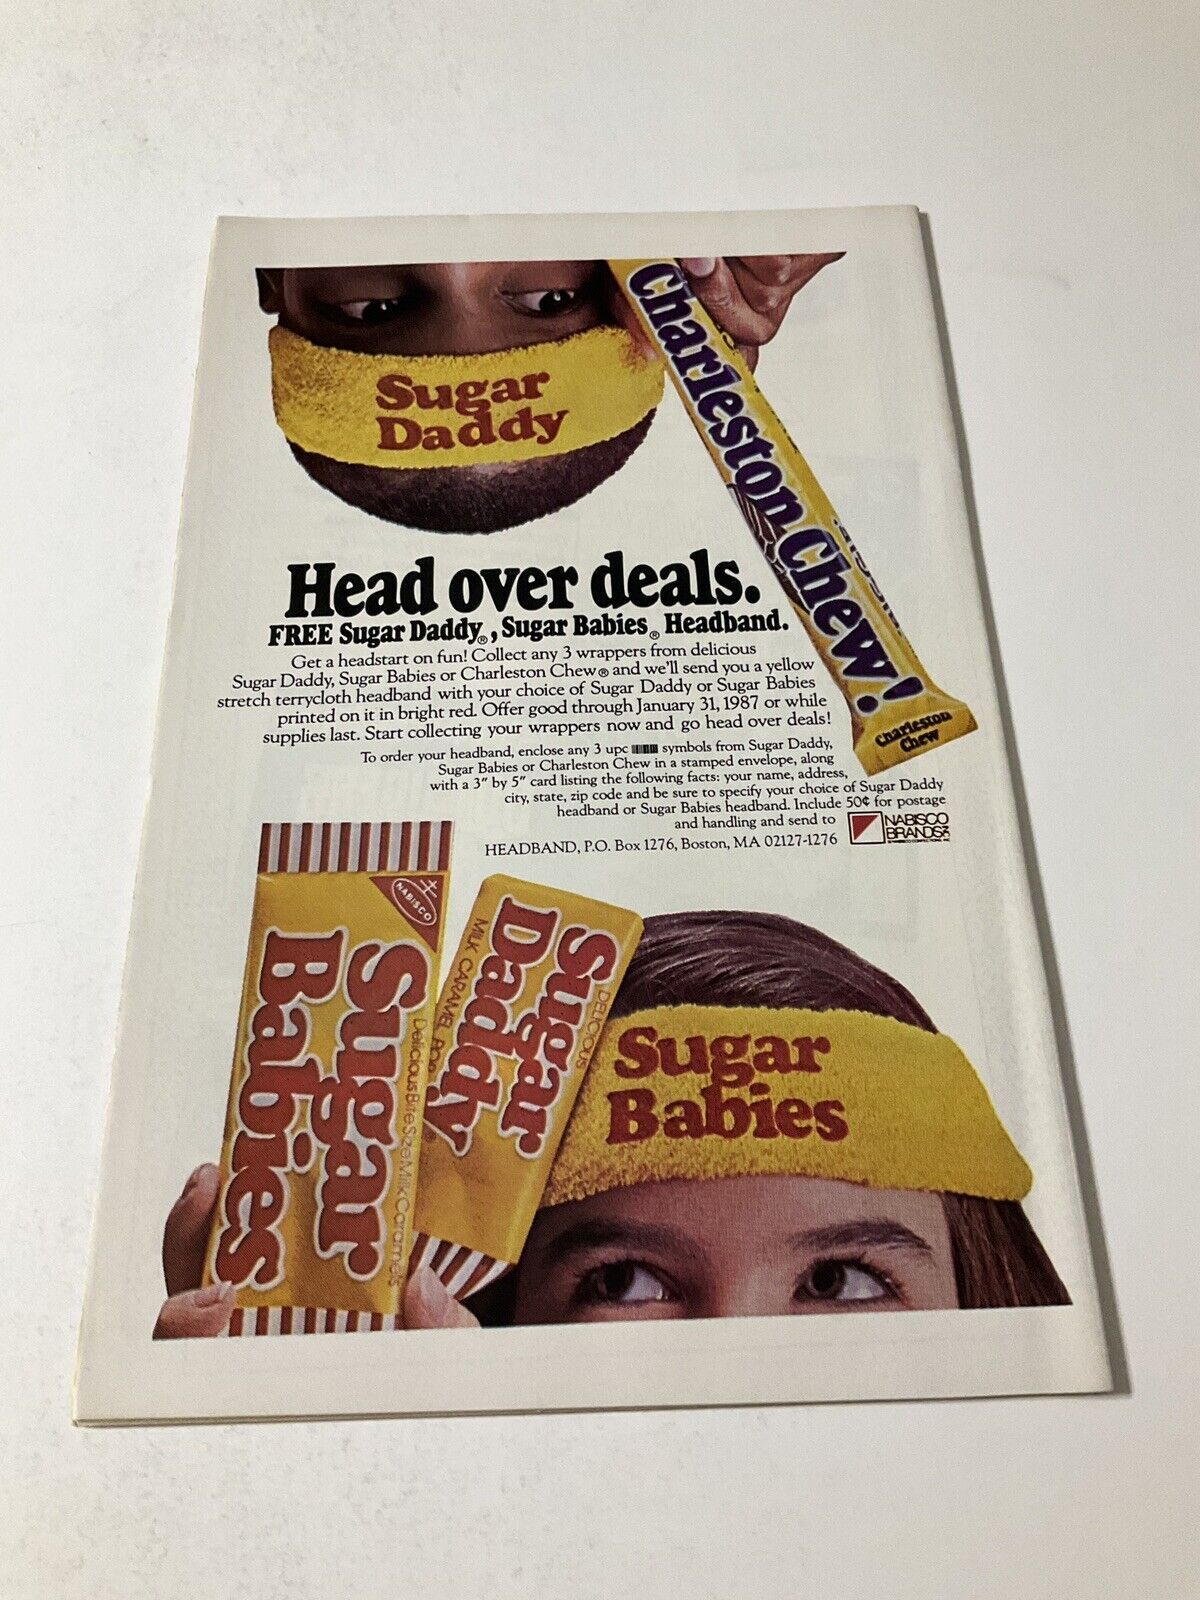 Sugar
Daddy
Charleston Chew!
Charleston
Chew
Head over deals.
FREE Sugar Daddy®, Sugar Babies® Headband.
Get a headstart on fun! Collect any 3 wrappers from delicious
Sugar Daddy, Sugar Babies or Charleston Chew® and we'll send you a yellow
stretch terrycloth headband with your choice of Sugar Daddy or Sugar Babies
printed on it in bright red. Offer good through January 31, 1987 or while
supplies last. Start collecting your wrappers now and go head over deals!
To order your headband, enclose any 3 upc symbols from Sugar Daddy,
Sugar Babies or Charleston Chew in a stamped envelope, along
with a 3" by 5" card listing the following facts: your name, address,
city, state, zip code and be sure to specify your choice of Sugar Daddy
headband or Sugar Babies headband. Include 50¢ for postage
and handling and send to
HEADBAND, P.O. Box 1276, Boston, MA 02127-1276
NABISCO
BRANDS
NABISCO
Sugar
Babies
Delicious Bite Size Milk Caramels
DELICIOUS
Sugar
Daddy
MILK CARAMEL POP
Sugar
Babies